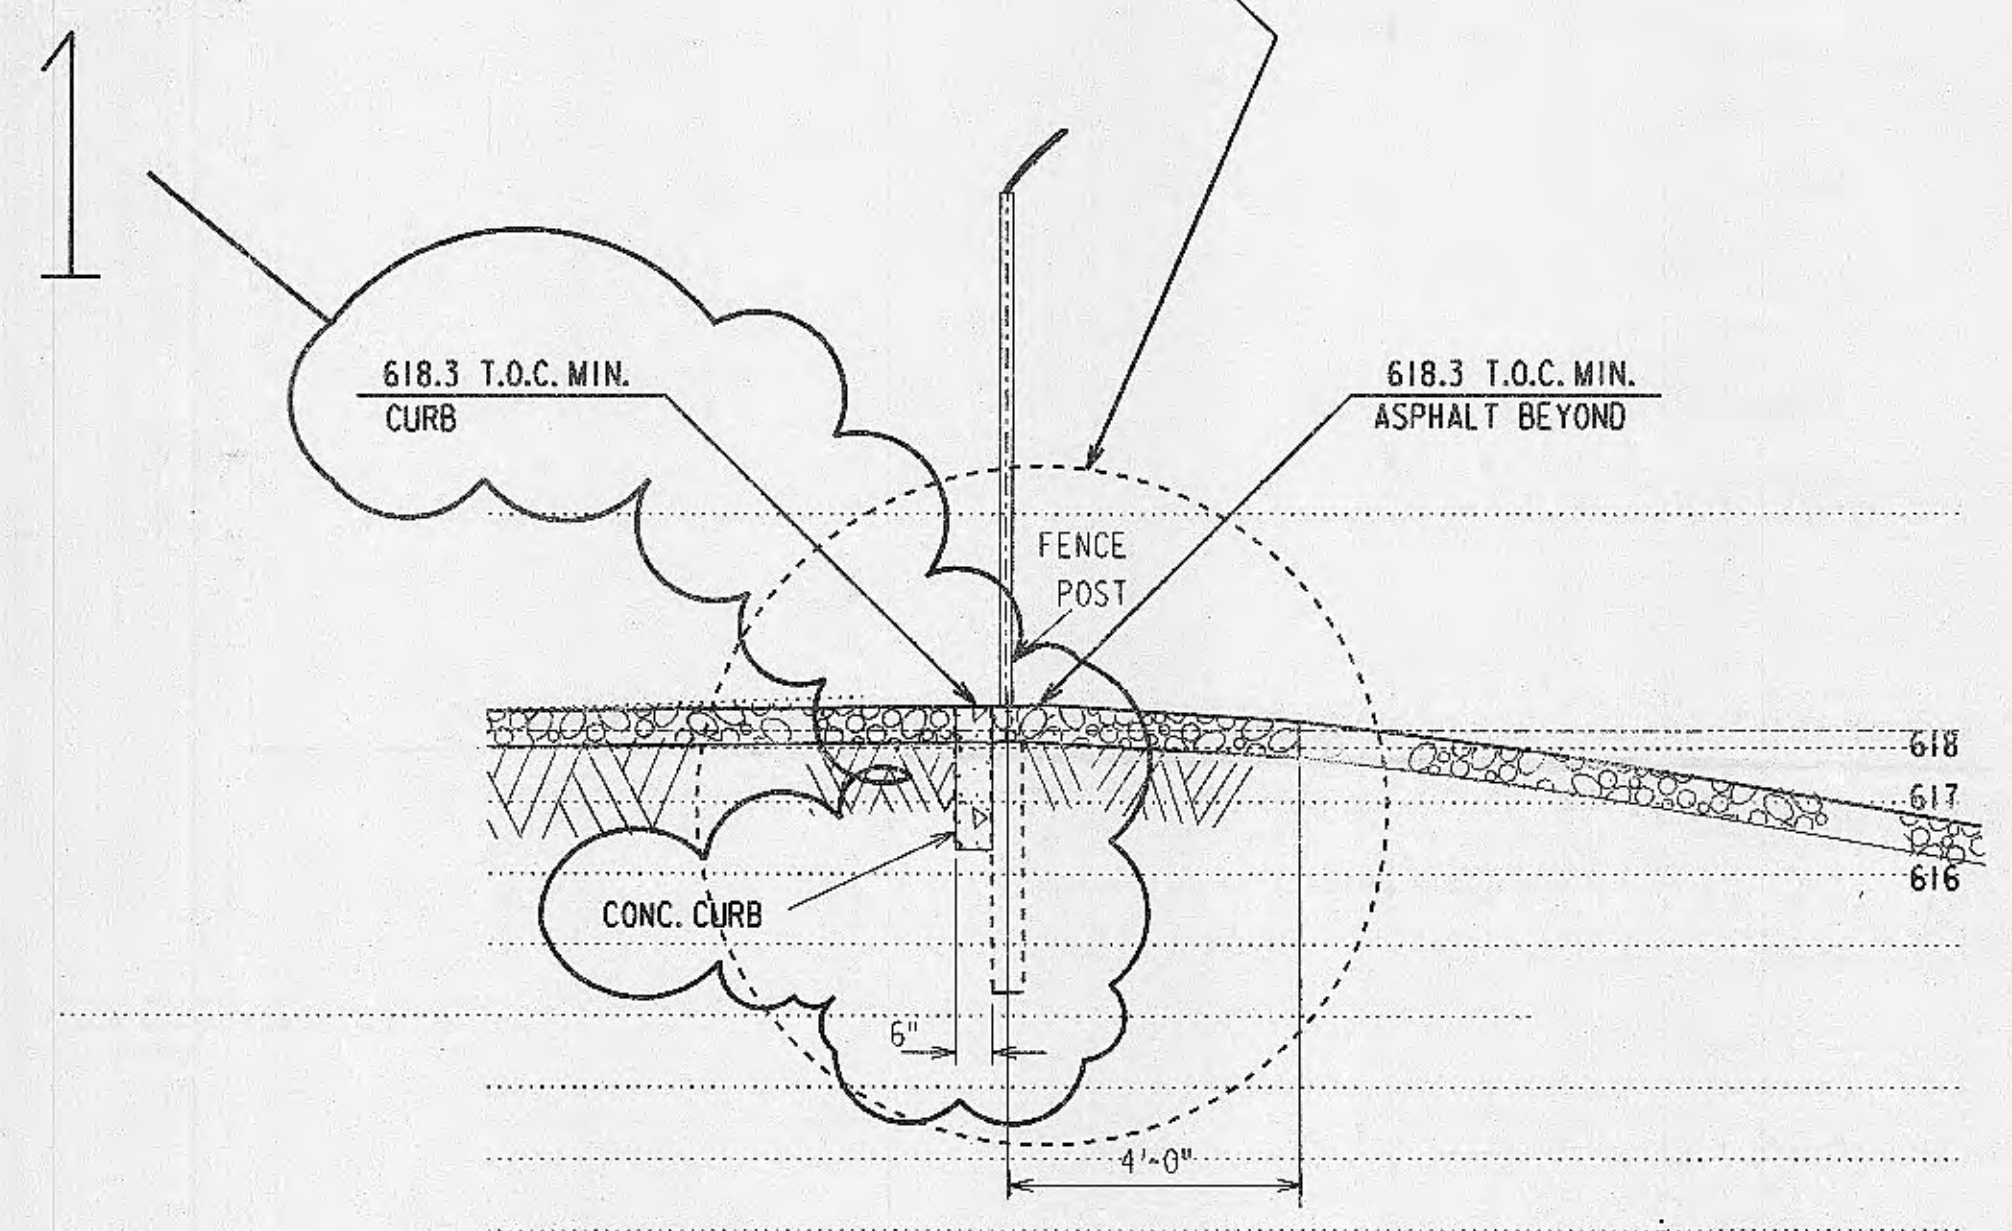 1
618.3 T.O.C. MIN.
CURB
618.3 T.O.C. MIN.
ASPHALT BEYOND
FENCE
POST
618
617
616
CONC. CURB
6"
4'-0"